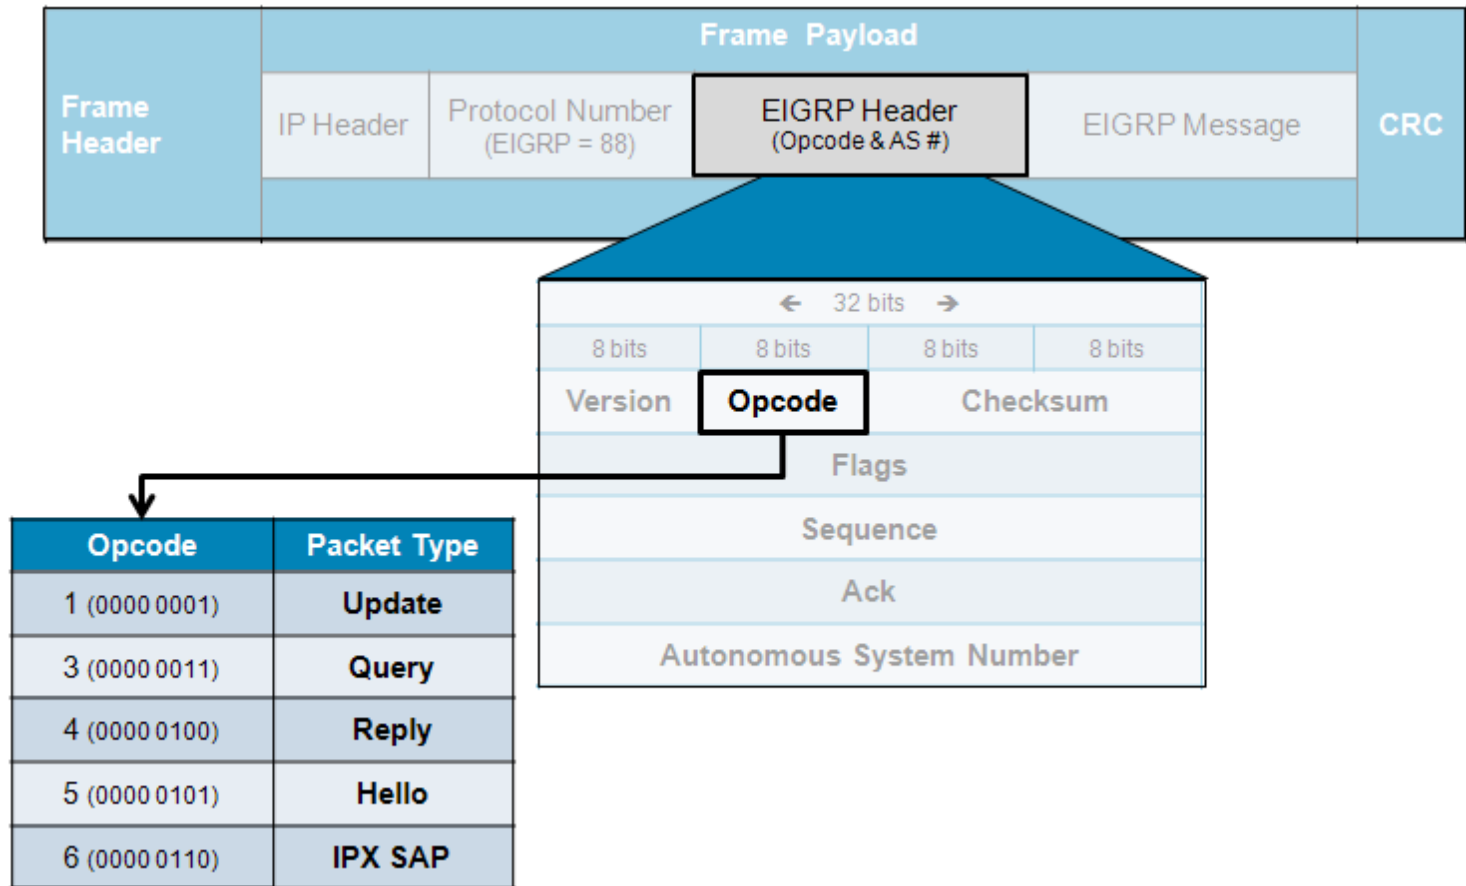 Frame Payload
Frame
Header
IP Header
Protocol Number
(EIGRP = 88)
EIGRP Header
(Opcode & AS #)
EIGRP Message
CRC
← 32 bits →
8 bits 8 bits 8 bits 8 bits
Version Opcode Checksum
Flags
Sequence
Ack
Autonomous System Number
Opcode Packet Type
1 (0000 0001) Update
3 (0000 0011) Query
4 (0000 0100) Reply
5 (0000 0101) Hello
6 (0000 0110) IPX SAP